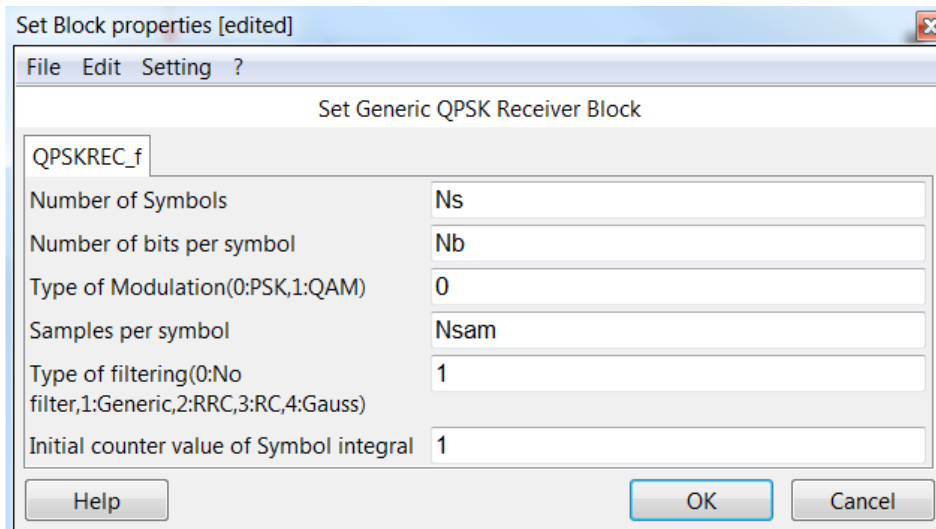 Set Block properties [edited]
File Edit Setting ?
Set Generic QPSK Receiver Block
QPSKREC_f
Number of Symbols Ns
Number of bits per symbol Nb
Type of Modulation(0:PSK,1:QAM) 0
Samples per symbol Nsam
Type of filtering(0:No 1
filter,1:Generic,2:RRC,3:RC,4:Gauss)
Initial counter value of Symbol integral 1
Help OK Cancel